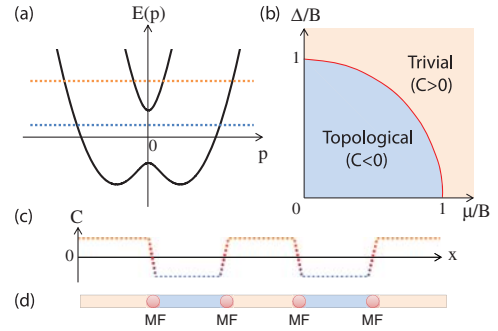 (a)
E(p)
0
p
(b)
Δ/B
1
Trivial
(C>0)
Topological
(C<0)
0
1
μ/B
(c)
C
0
x
(d)
MF MF MF MF